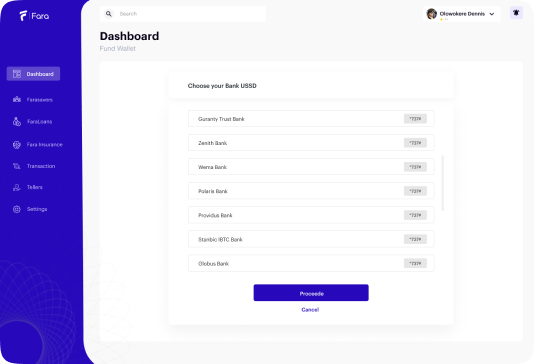 Fara
Search
Olowokere Dennis
Dashboard
Fund Wallet
Dashboard
Farasavers
FaraLoans
Fara Insurance
Transaction
Tellers
Settings
Choose your Bank USSD
Guranty Trust Bank
*737#
Zenith Bank
*737#
Wema Bank
*737#
Polaris Bank
*737#
Providus Bank
*737#
Stanbic IBTC Bank
*737#
Globus Bank
*737#
Proceede
Cancel